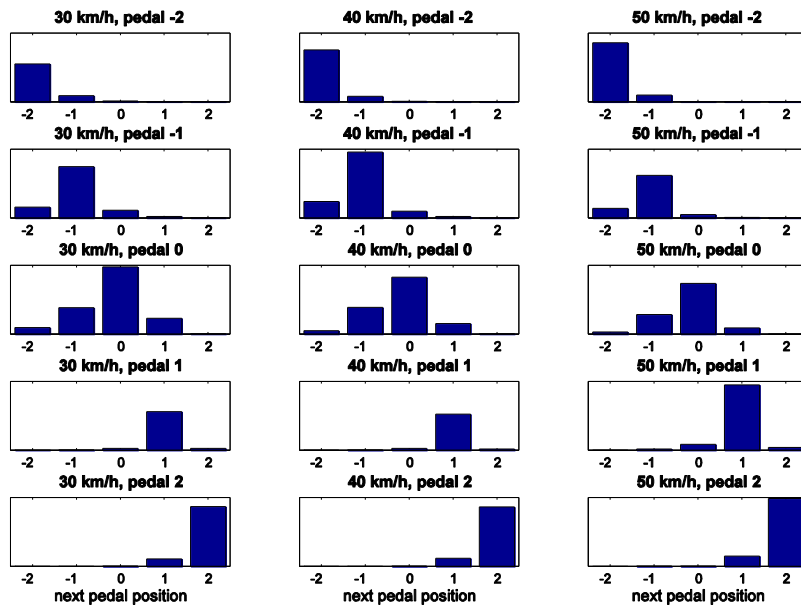 30 km/h, pedal -2 40 km/h, pedal -2 50 km/h, pedal -2
-2 -1 0 1 2 -2 -1 0 1 2 -2 -1 0 1 2
30 km/h, pedal -1 40 km/h, pedal -1 50 km/h, pedal -1
-2 -1 0 1 2 -2 -1 0 1 2 -2 -1 0 1 2
30 km/h, pedal 0 40 km/h, pedal 0 50 km/h, pedal 0
-2 -1 0 1 2 -2 -1 0 1 2 -2 -1 0 1 2
30 km/h, pedal 1 40 km/h, pedal 1 50 km/h, pedal 1
-2 -1 0 1 2 -2 -1 0 1 2 -2 -1 0 1 2
30 km/h, pedal 2 40 km/h, pedal 2 50 km/h, pedal 2
-2 -1 0 1 2 -2 -1 0 1 2 -2 -1 0 1 2
next pedal position next pedal position next pedal position